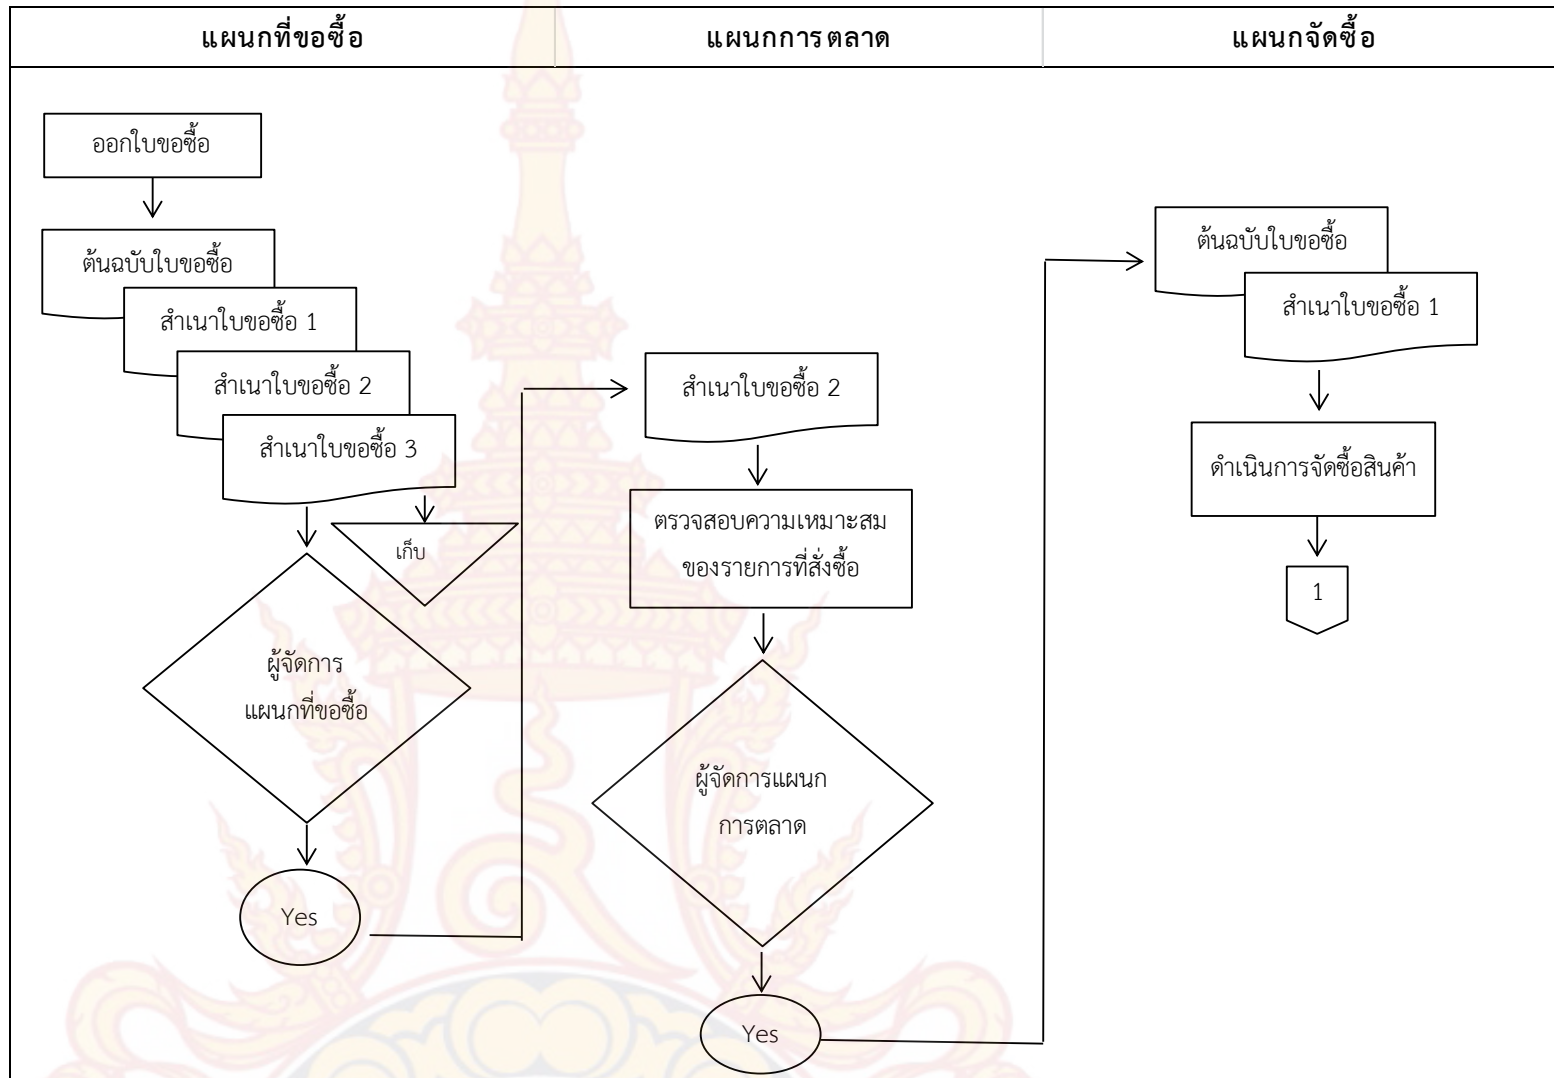 แผนกที่ขอซื้อ
แผนกการตลาด
แผนกจัดซื้อ
ออกใบขอซื้อ
ต้นฉบับใบขอซื้อ
สำเนาใบขอซื้อ 1
สำเนาใบขอซื้อ 2
สำเนาใบขอซื้อ 3
เก็บ
ผู้จัดการ
แผนกที่ขอซื้อ
Yes
สำเนาใบขอซื้อ 2
ตรวจสอบความเหมาะสม
ของรายการที่สั่งซื้อ
ผู้จัดการแผนก
การตลาด
Yes
ต้นฉบับใบขอซื้อ
สำเนาใบขอซื้อ 1
ดำเนินการจัดซื้อสินค้า
1